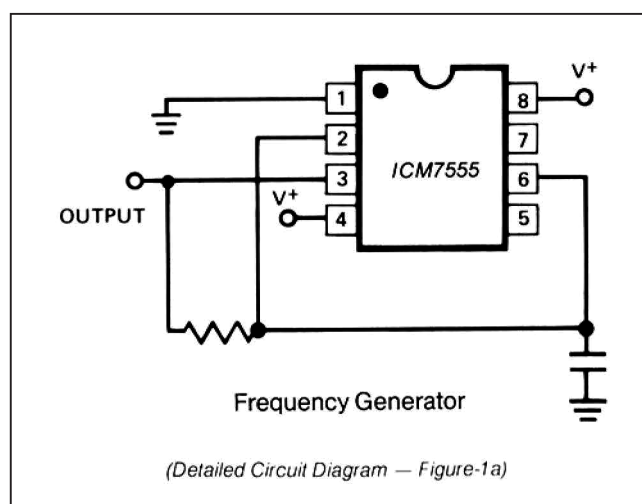 V+
1
8
2
7
ICM7555
3
6
V+
OUTPUT
4
5
Frequency Generator
(Detailed Circuit Diagram — Figure-1a)